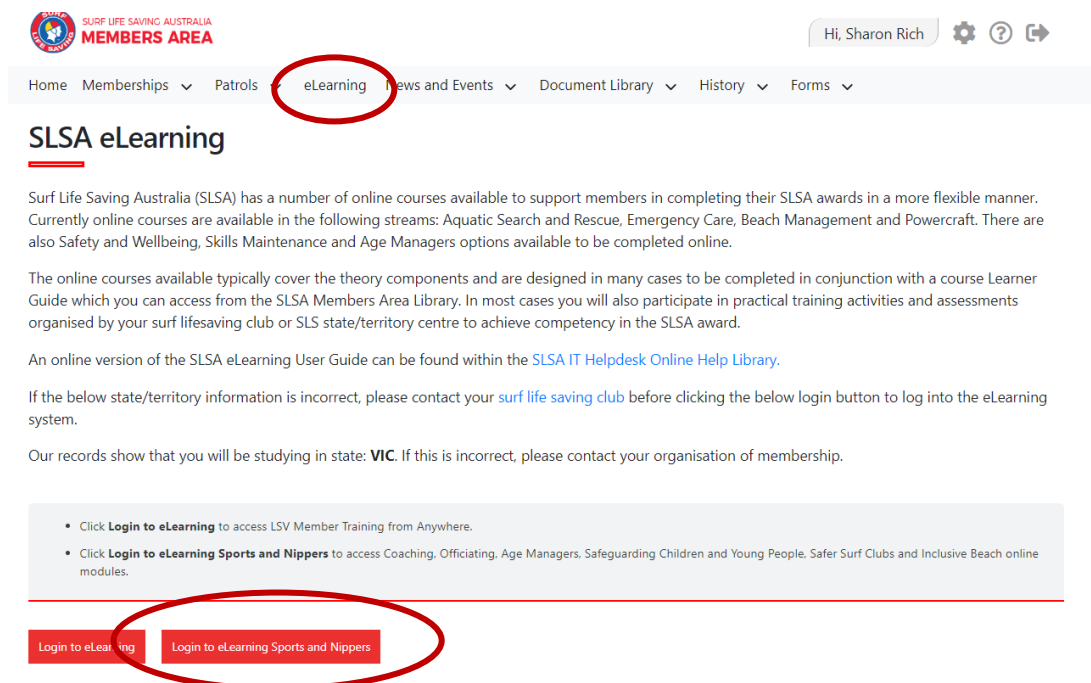 SURF LIFE SAVING AUSTRALIA
MEMBERS AREA
Hi, Sharon Rich
Home Memberships Patrols eLearning News and Events Document Library History Forms
SLSA eLearning
Surf Life Saving Australia (SLSA) has a number of online courses available to support members in completing their SLSA awards in a more flexible manner.
Currently online courses are available in the following streams: Aquatic Search and Rescue, Emergency Care, Beach Management and Powercraft. There are
also Safety and Wellbeing, Skills Maintenance and Age Managers options available to be completed online.
The online courses available typically cover the theory components and are designed in many cases to be completed in conjunction with a course Learner
Guide which you can access from the SLSA Members Area Library. In most cases you will also participate in practical training activities and assessments
organised by your surf lifesaving club or SLS state/territory centre to achieve competency in the SLSA award.
An online version of the SLSA eLearning User Guide can be found within the SLSA IT Helpdesk Online Help Library.
If the below state/territory information is incorrect, please contact your surf life saving club before clicking the below login button to log into the eLearning
system.
Our records show that you will be studying in state: VIC. If this is incorrect, please contact your organisation of membership.
• Click Login to eLearning to access LSV Member Training from Anywhere.
• Click Login to eLearning Sports and Nippers to access Coaching, Officiating, Age Managers, Safeguarding Children and Young People, Safer Surf Clubs and Inclusive Beach online
modules.
Login to eLearning Login to eLearning Sports and Nippers